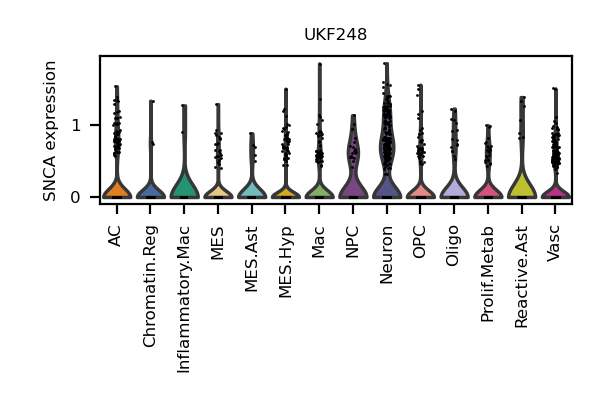 UKF248
SNCA expression
1
0
AC
Chromatin.Reg
Inflammatory.Mac
MES
MES.Ast
MES.Hyp
Mac
NPC
Neuron
OPC
Oligo
Prolif.Metab
Reactive.Ast
Vasc